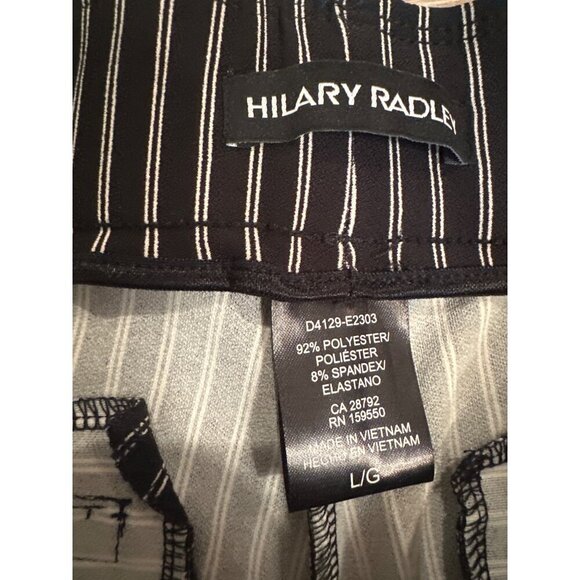 HILARY RADLEY
D4129-E2303
92% POLYESTER/
POLIÉSTER
8% SPANDEX/
ELASTANO
CA 28792
RN 159550
MADE IN VIETNAM
HECHO EN VIETNAM
L/G